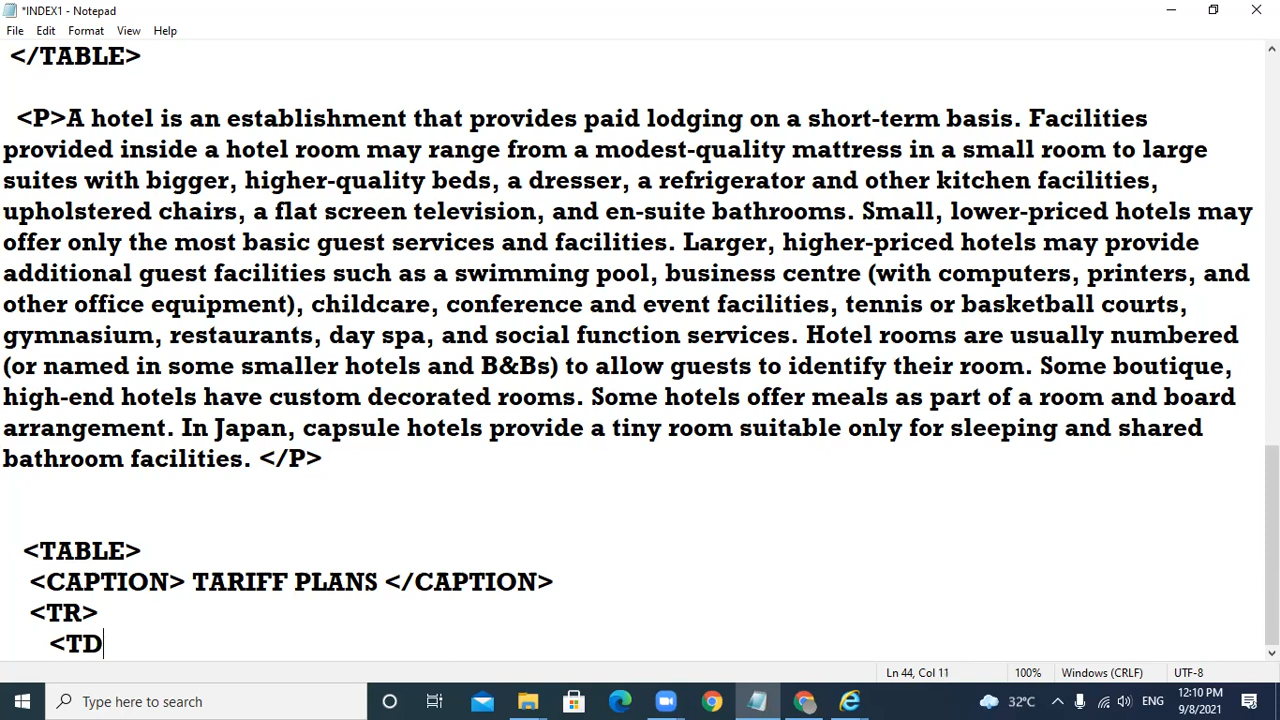 *INDEX1 - Notepad
File Edit Format View Help
</TABLE>
<P>A hotel is an establishment that provides paid lodging on a short-term basis. Facilities
provided inside a hotel room may range from a modest-quality mattress in a small room to large
suites with bigger, higher-quality beds, a dresser, a refrigerator and other kitchen facilities,
upholstered chairs, a flat screen television, and en-suite bathrooms. Small, lower-priced hotels may
offer only the most basic guest services and facilities. Larger, higher-priced hotels may provide
additional guest facilities such as a swimming pool, business centre (with computers, printers, and
other office equipment), childcare, conference and event facilities, tennis or basketball courts,
gymnasium, restaurants, day spa, and social function services. Hotel rooms are usually numbered
(or named in some smaller hotels and B&Bs) to allow guests to identify their room. Some boutique,
high-end hotels have custom decorated rooms. Some hotels offer meals as part of a room and board
arrangement. In Japan, capsule hotels provide a tiny room suitable only for sleeping and shared
bathroom facilities. </P>
<TABLE>
<CAPTION> TARIFF PLANS </CAPTION>
<TR>
<TD
Ln 44, Col 11 100% Windows (CRLF) UTF-8
Type here to search 32°C ENG 12:10 PM
9/8/2021